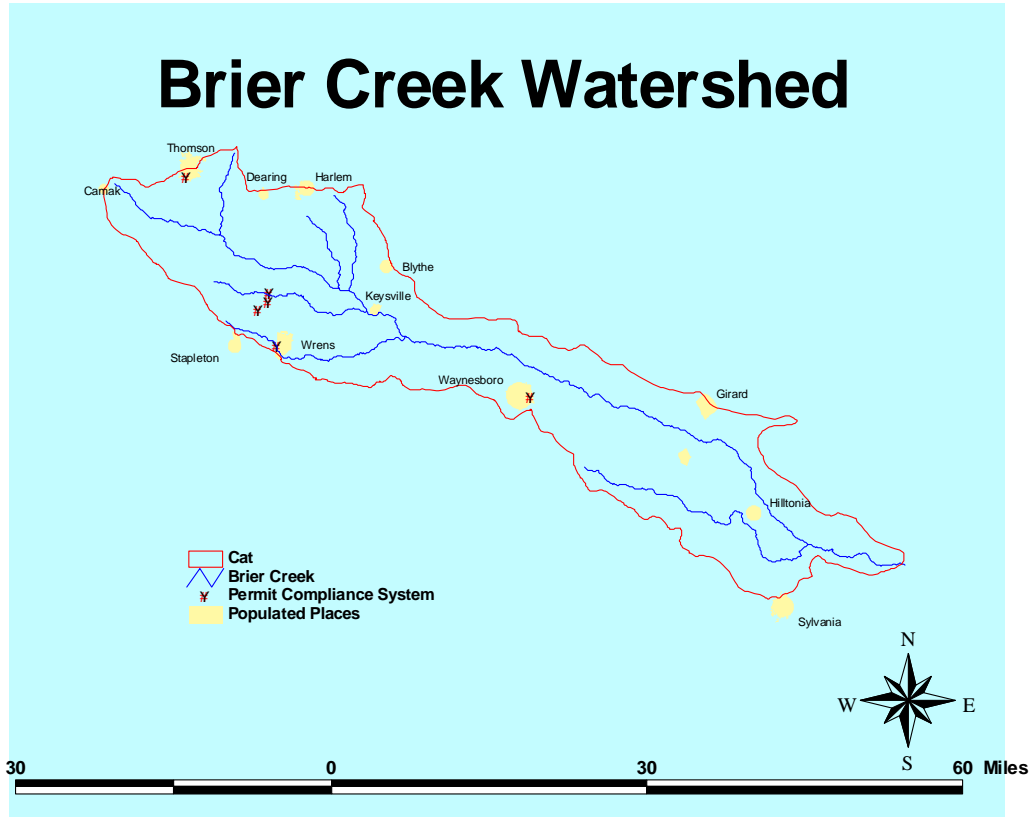 Brier Creek Watershed
Thomson
Camak
Dearing
Harlem
Blythe
Keysville
Wrens
Stapleton
Waynesboro
Girard
Hilltonia
Sylvania
Cat
Brier Creek
¥ Permit Compliance System
Populated Places
N
W E
S
30 0 30 60 Miles